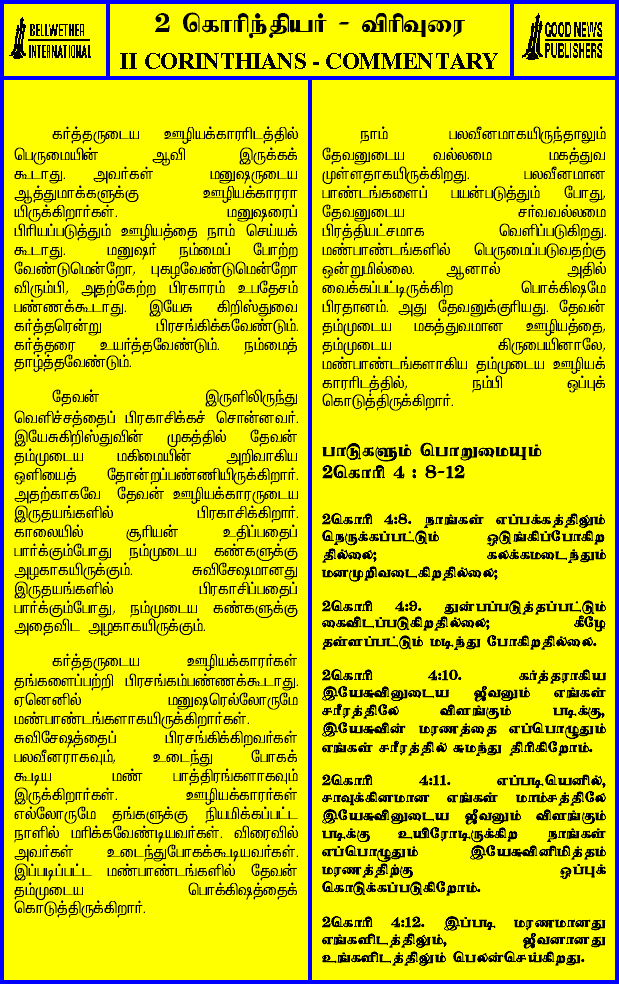 BELLWETHER
INTERNATIONAL
2 கொரிந்தியர் - விரிவுரை
II CORINTHIANS - COMMENTARY
GOOD NEWS
PUBLISHERS
கர்த்தருடைய ஊழியக்காரரிடத்தில்
பெருமையின் ஆவி இருக்கக்
கூடாது. அவர்கள் மனுஷருடைய
ஆத்துமாக்களுக்கு ஊழியக்காரரா
யிருக்கிறார்கள். மனுஷரைப்
பிரியப்படுத்தும் ஊழியத்தை நாம் செய்யக்
கூடாது. மனுஷர் நம்மைப் போற்ற
வேண்டுமென்றோ, புகழவேண்டுமென்றோ
விரும்பி, அதற்கேற்ற பிரகாரம் உபதேசம்
பண்ணக்கூடாது. இயேசு கிறிஸ்துவை
கர்த்தரென்று பிரசங்கிக்கவேண்டும்.
கர்த்தரை உயர்த்தவேண்டும். நம்மைத்
தாழ்த்தவேண்டும்.
தேவன் இருளிலிருந்து
வெளிச்சத்தைப் பிரகாசிக்கச் சொன்னவர்.
இயேசுகிறிஸ்துவின் முகத்தில் தேவன்
தம்முடைய மகிமையின் அறிவாகிய
ஒளியைத் தோன்றப்பண்ணியிருக்கிறார்.
அதற்காகவே தேவன் ஊழியக்காரருடைய
இருதயங்களில் பிரகாசிக்கிறார்.
காலையில் சூரியன் உதிப்பதைப்
பார்க்கும்போது நம்முடைய கண்களுக்கு
அழகாகயிருக்கும். சுவிசேஷமானது
இருதயங்களில் பிரகாசிப்பதைப்
பார்க்கும்போது, நம்முடைய கண்களுக்கு
அதைவிட அழகாகயிருக்கும்.
கர்த்தருடைய ஊழியக்காரர்கள்
தங்களைப்பற்றி பிரசங்கம்பண்ணக்கூடாது.
ஏனெனில் மனுஷரெல்லோருமே
மண்பாண்டங்களாகயிருக்கிறார்கள்.
சுவிசேஷத்தைப் பிரசங்கிக்கிறவர்கள்
பலவீனராகவும், உடைந்து போகக்
கூடிய மண் பாத்திரங்களாகவும்
இருக்கிறார்கள். ஊழியக்காரர்கள்
எல்லோருமே தங்களுக்கு நியமிக்கப்பட்ட
நாளில் மரிக்கவேண்டியவர்கள். விரைவில்
அவர்கள் உடைந்துபோகக்கூடியவர்கள்.
இப்படிப்பட்ட மண்பாண்டங்களில் தேவன்
தம்முடைய பொக்கிஷத்தைக்
கொடுத்திருக்கிறார்.
நாம் பலவீனமாகயிருந்தாலும்
தேவனுடைய வல்லமை மகத்துவ
முள்ளதாகயிருக்கிறது. பலவீனமான
பாண்டங்களைப் பயன்படுத்தும் போது,
தேவனுடைய சர்வவல்லமை
பிரத்தியட்சமாக வெளிப்படுகிறது.
மண்பாண்டங்களில் பெருமைப்படுவதற்கு
ஒன்றுமில்லை. ஆனால் அதில்
வைக்கப்பட்டிருக்கிற பொக்கிஷமே
பிரதானம். அது தேவனுக்குரியது. தேவன்
தம்முடைய மகத்துவமான ஊழியத்தை,
தம்முடைய கிருபையினாலே,
மண்பாண்டங்களாகிய தம்முடைய ஊழியக்
காரரிடத்தில், நம்பி ஒப்புக்
கொடுத்திருக்கிறார்.
பாடுகளும் பொறுமையும்
2கொரி 4 : 8-12
2கொரி 4:8. நாங்கள் எப்பக்கத்திலும்
நெருக்கப்பட்டும் ஒடுங்கிப்போகிற
தில்லை; கலக்கமடைந்தும்
மனமுறிவடைகிறதில்லை;
2கொரி 4:9. துன்பப்படுத்தப்பட்டும்
கைவிடப்படுகிறதில்லை; கீழே
தள்ளப்பட்டும் மடிந்து போகிறதில்லை.
2கொரி 4:10. கர்த்தராகிய
இயேசுவினுடைய ஜீவனும் எங்கள்
சரீரத்திலே விளங்கும் படிக்கு,
இயேசுவின் மரணத்தை எப்பொழுதும்
எங்கள் சரீரத்தில் சுமந்து திரிகிறோம்.
2கொரி 4:11. எப்படியெனில்,
சாவுக்கினமான எங்கள் மாம்சத்திலே
இயேசுவினுடைய ஜீவனும் விளங்கும்
படிக்கு உயிரோடிருக்கிற நாங்கள்
எப்பொழுதும் இயேசுவினிமித்தம்
மரணத்திற்கு ஒப்புக்
கொடுக்கப்படுகிறோம்.
2கொரி 4:12. இப்படி மரணமானது
எங்களிடத்திலும், ஜீவனானது
உங்களிடத்திலும் பெலன்செய்கிறது.